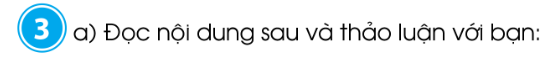 3 a) Đọc nội dung sau và thảo luận với bạn: